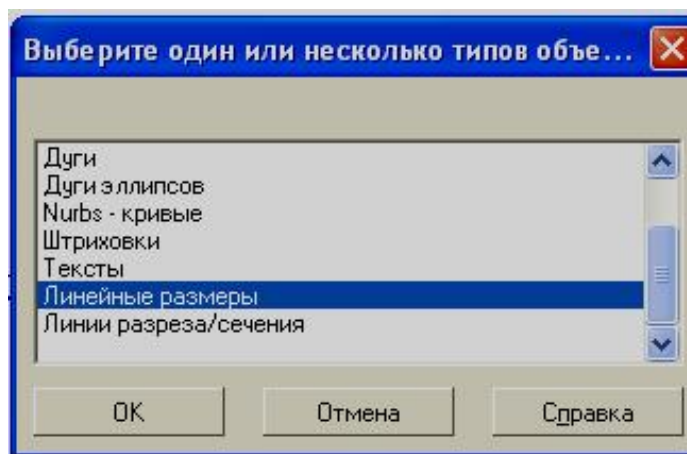 Выберите один или несколько типов объе...
Дуги
Дуги эллипсов
Nurbs - кривые
Штриховки
Тексты
Линейные размеры
Линии разреза/сечения
OK
Отмена
Справка